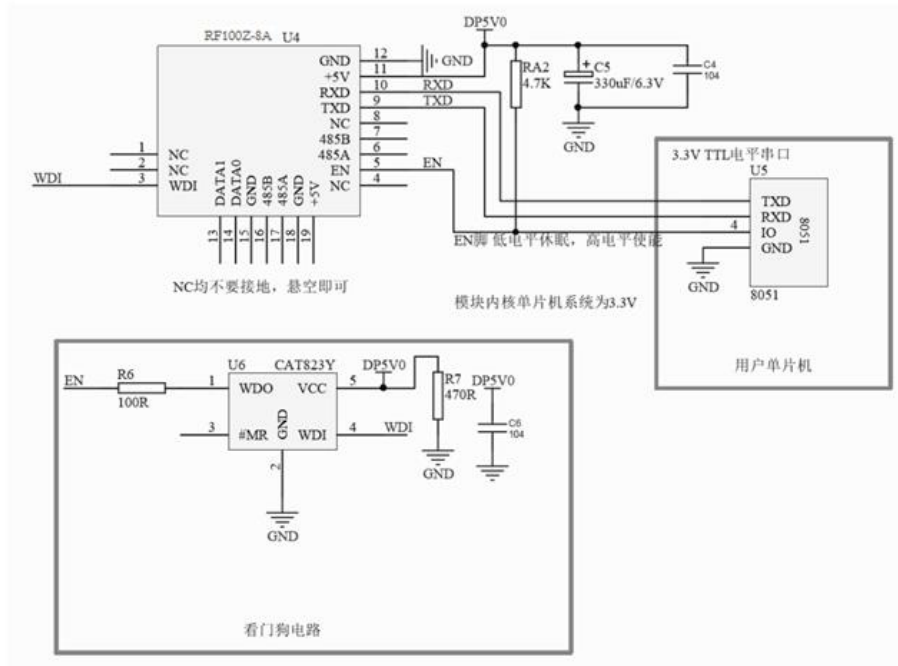 DP5V0
RF100Z-8A U4
GND 12 GND
+5V 11
RXD 10 RXD
TXD 9 TXD
NC 8
485B 7
485A 6
EN 5 EN
NC 4
1 NC
2 NC
WDI 3 WDI
DATA1 DATA0 GND 485B 485A GND +5V
13 14 15 16 17 18 19
RA2
4.7K
C5
330uF/6.3V
+
C4
104
GND
3.3V TTL电平串口
U5
TXD
RXD
4 IO
GND
8051
GND
8051
EN脚 低电平休眠，高电平使能
NC均不要接地，悬空即可
模块内核单片机系统为3.3V
用户单片机
U6 CAT823Y
EN R6 1 WDO VCC 5 DP5V0
100R
3 #MR GND WDI 4 WDI
2
GND
R7
470R
GND
DP5V0
C6
104
看门狗电路